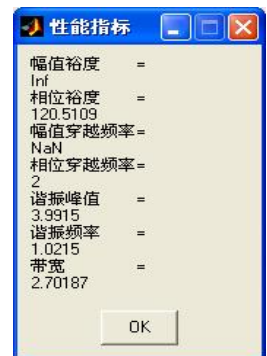 性能指标
幅值裕度 =
Inf
相位裕度 =
120.5109
幅值穿越频率=
NaN
相位穿越频率=
2
谐振峰值 =
3.9915
谐振频率 =
1.0215
带宽 =
2.70187
OK